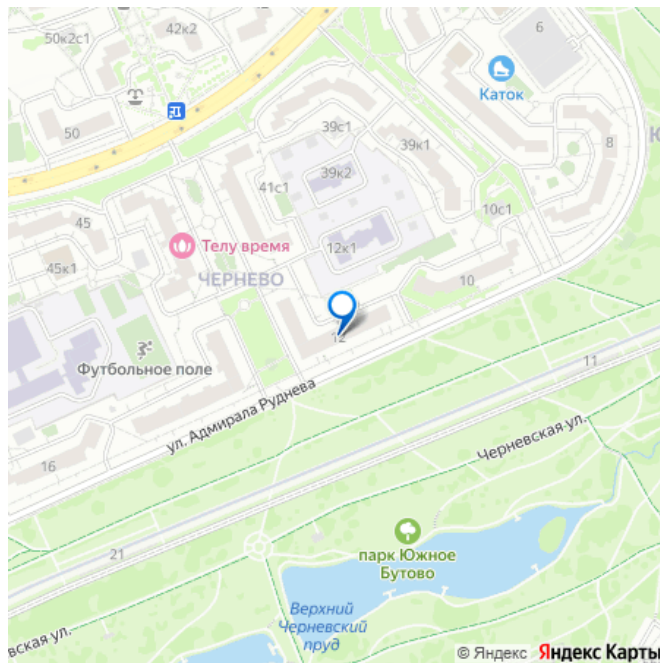 50к2с1
42к2
6
Каток
50
39с1
39к1
8
К
39к2
41с1
10с1
45
Телу время
12к1
45к1
ЧЕРНЕВО
10
12
Футбольное поле
11
ул. Адмирала Руднева
Черневская ул.
16
21
парк Южное
Бутово
Верхний
Черневский
пруд
вская ул.
© Яндекс Яндекс Карты